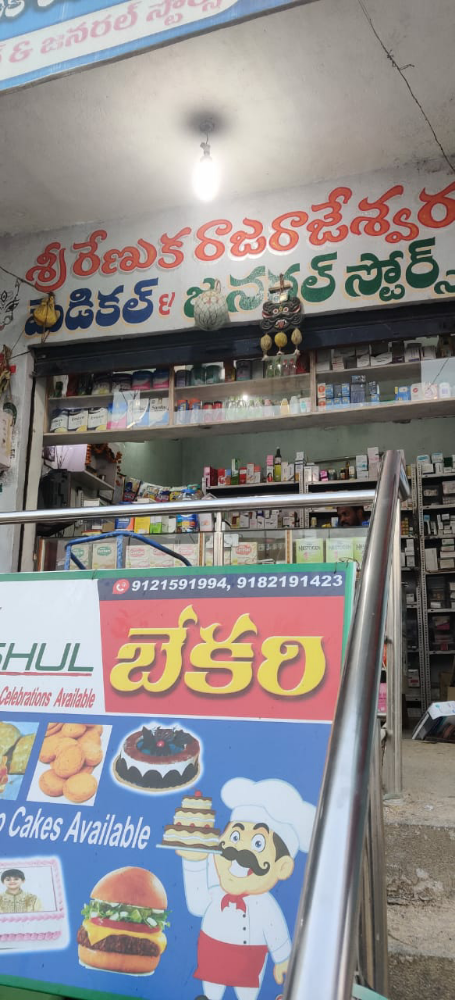 & జనరల్ స్టోర్స్
శ్రీ రేణుక రాజరాజేశ్వర
మెడికల్ & జనరల్ స్టోర్స్
9121591994, 9182191423
SHUL
బేకరి
Celebrations Available
o Cakes Available